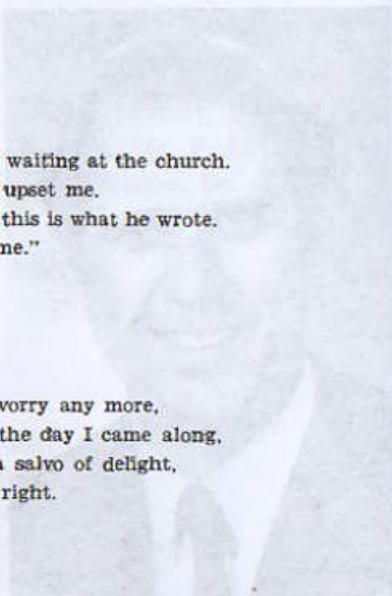 waiting at the church.
upset me.
this is what he wrote.
me."
worry any more,
the day I came along,
salvo of delight,
right.